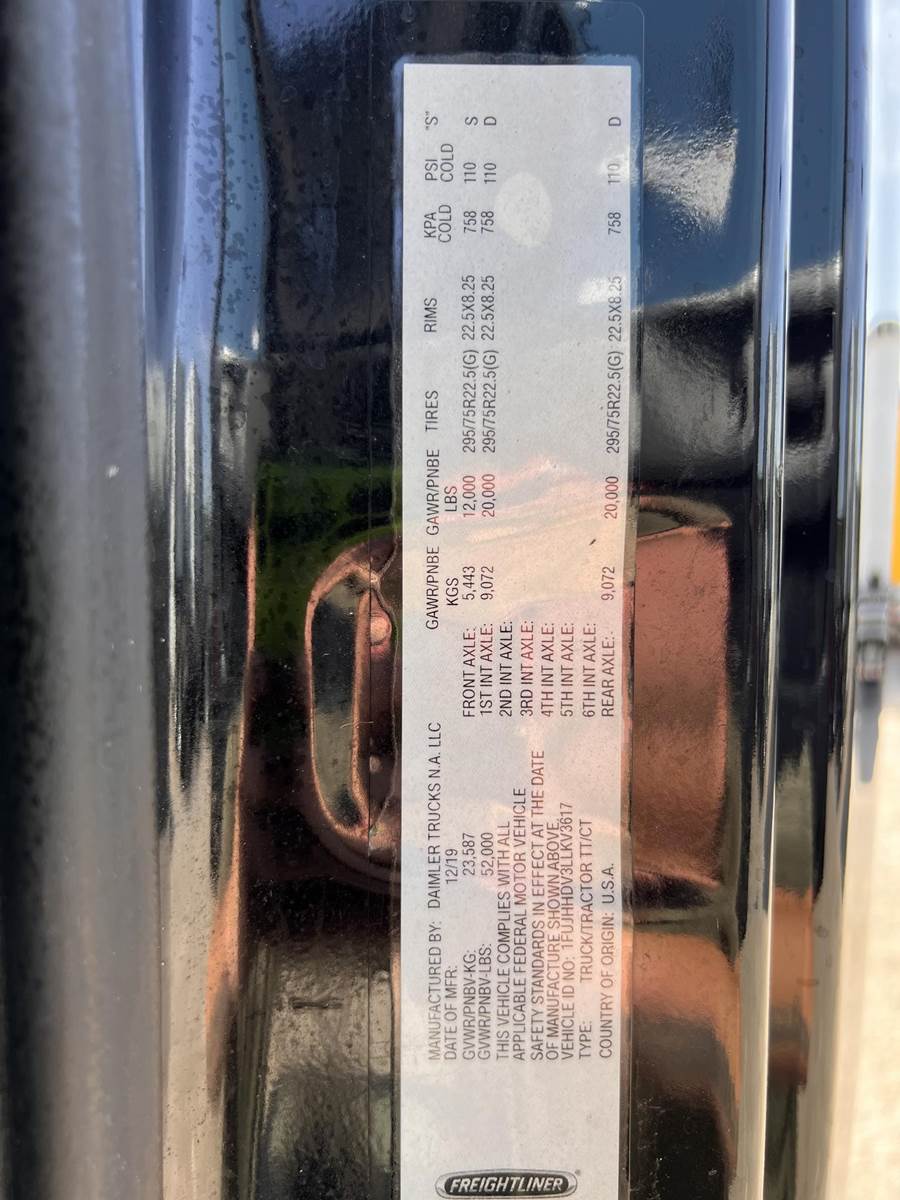 FREIGHTLINER
MANUFACTURED BY: DAIMLER TRUCKS N.A. LLC
DATE OF MFR: 12/19
GVWR/PNBV-KG: 23,587
GVWR/PNBV-LBS: 52,000
THIS VEHICLE COMPLIES WITH ALL
APPLICABLE FEDERAL MOTOR VEHICLE
SAFETY STANDARDS IN EFFECT AT THE DATE
OF MANUFACTURE SHOWN ABOVE.
VEHICLE ID NO: 1FUJHHDV3LLKV3617
TYPE: TRUCK/TRACTOR TT/CT
COUNTRY OF ORIGIN: U.S.A.
GAWR/PNBE GAWR/PNBE TIRES RIMS KPA PSI "S"
KGS LBS COLD COLD
FRONT AXLE: 5,443 12,000 295/75R22.5(G) 22.5X8.25 758 110 S
1ST INT AXLE: 9,072 20,000 295/75R22.5(G) 22.5X8.25 758 110 D
2ND INT AXLE:
3RD INT AXLE:
4TH INT AXLE:
5TH INT AXLE:
6TH INT AXLE:
REAR AXLE: 9,072 20,000 295/75R22.5(G) 22.5X8.25 758 110 D